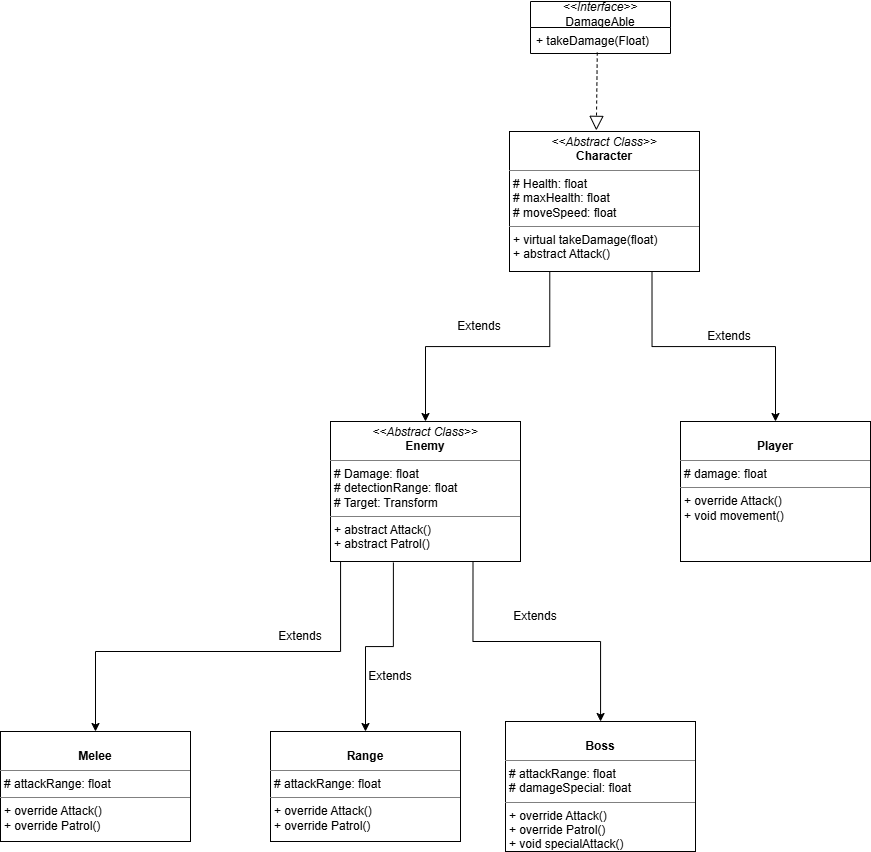 <<Interface>>
DamageAble
+ takeDamage(Float)
<<Abstract Class>>
Character
# Health: float
# maxHealth: float
# moveSpeed: float
+ virtual takeDamage(float)
+ abstract Attack()
Extends
Extends
<<Abstract Class>>
Enemy
# Damage: float
# detectionRange: float
# Target: Transform
+ abstract Attack()
+ abstract Patrol()
Player
# damage: float
+ override Attack()
+ void movement()
Extends
Extends
Extends
Melee
# attackRange: float
+ override Attack()
+ override Patrol()
Range
# attackRange: float
+ override Attack()
+ override Patrol()
Boss
# attackRange: float
# damageSpecial: float
+ override Attack()
+ override Patrol()
+ void specialAttack()